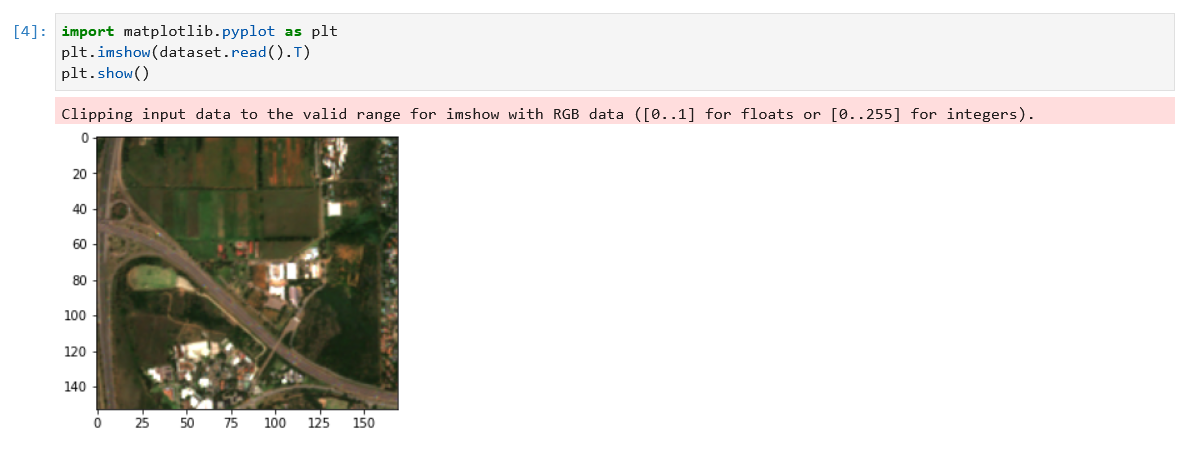 [4]: import matplotlib.pyplot as plt
plt.imshow(dataset.read().T)
plt.show()
Clipping input data to the valid range for imshow with RGB data ([0..1] for floats or [0..255] for integers).
0
20
40
60
80
100
120
140
0 25 50 75 100 125 150